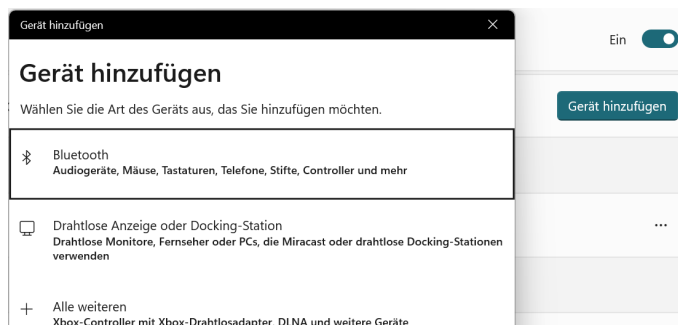 Gerät hinzufügen
Ein
Gerät hinzufügen
Wählen Sie die Art des Geräts aus, das Sie hinzufügen möchten.
Gerät hinzufügen
Bluetooth
Audiogeräte, Mäuse, Tastaturen, Telefone, Stifte, Controller und mehr
Drahtlose Anzeige oder Docking-Station
Drahtlose Monitore, Fernseher oder PCs, die Miracast oder drahtlose Docking-Stationen
verwenden
Alle weiteren
Xbox-Controller mit Xbox-Drahtlosadapter, DLNA und weitere Geräte